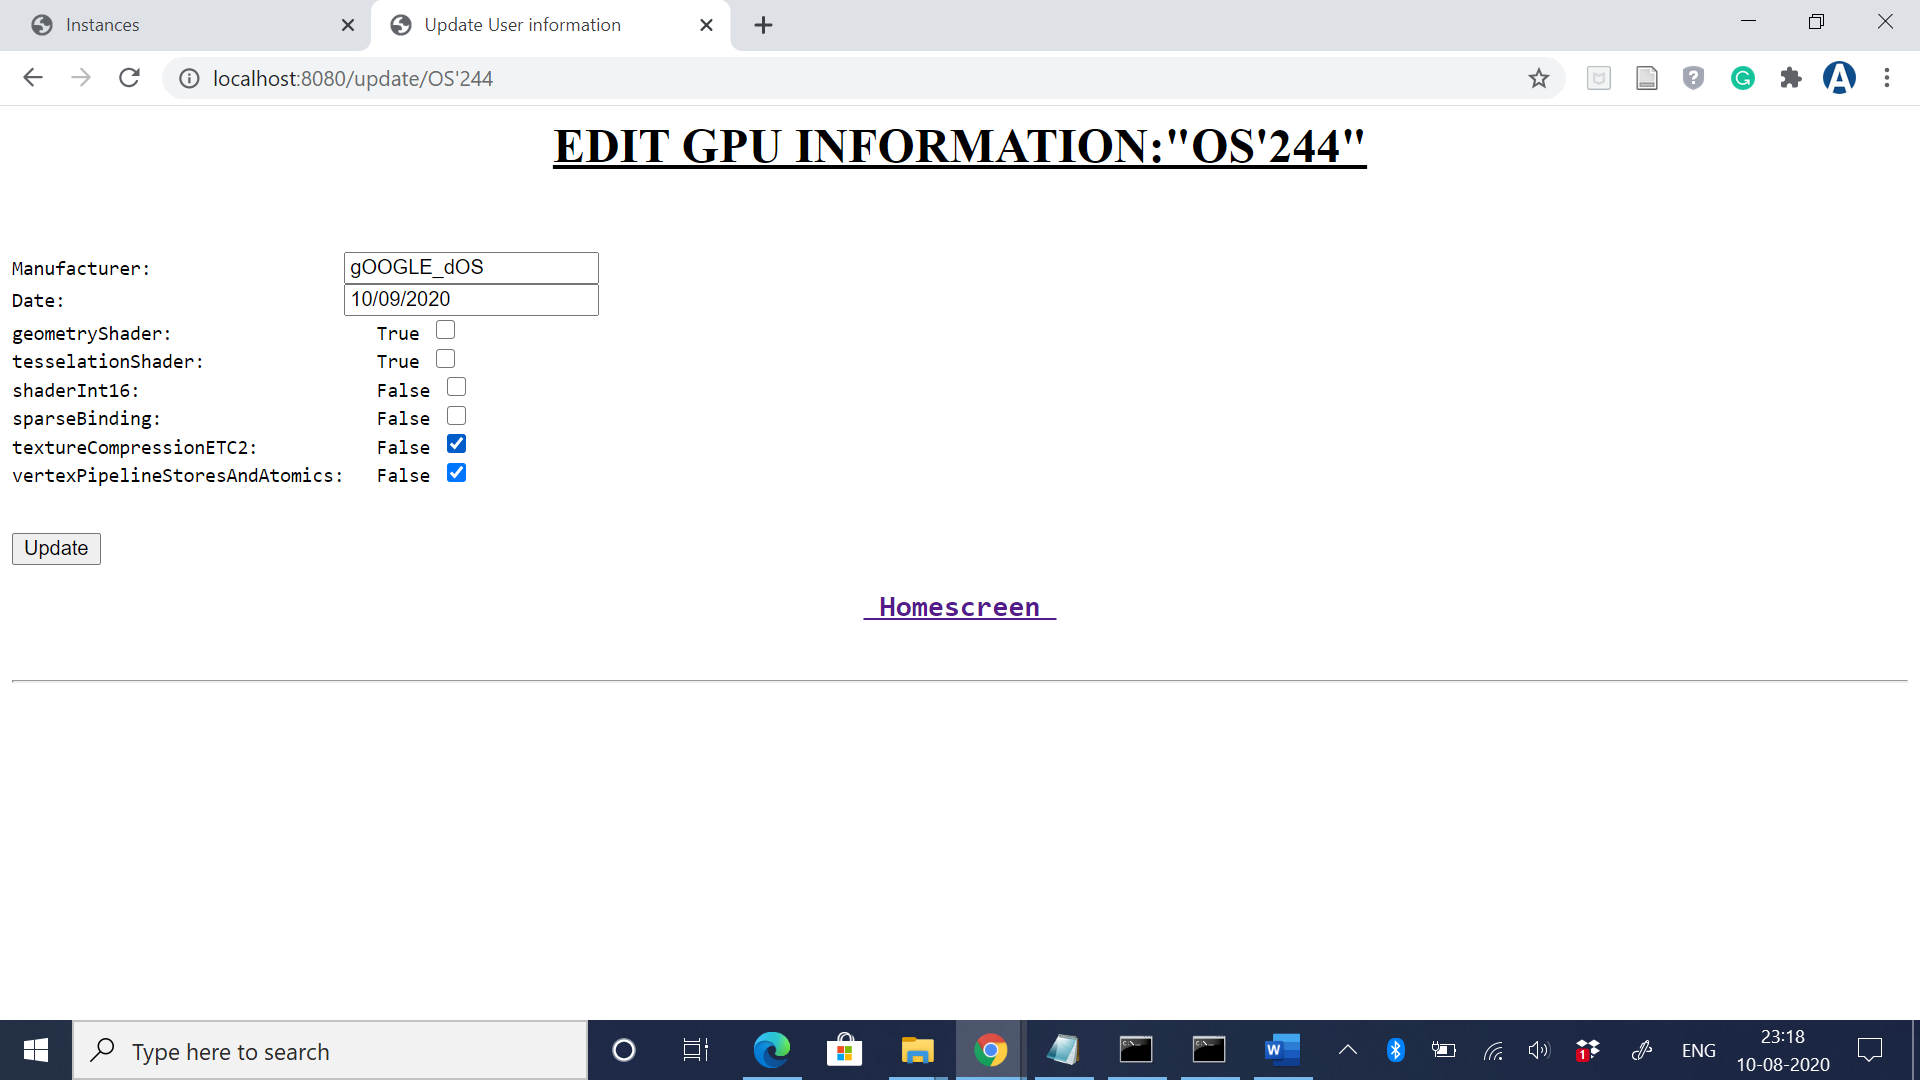 Instances
Update User information
localhost:8080/update/OS'244
EDIT GPU INFORMATION:"OS'244"
Manufacturer: gOOGLE_dOS
Date: 10/09/2020
geometryShader: True
tesselationShader: True
shaderInt16: False
sparseBinding: False
textureCompressionETC2: False
vertexPipelineStoresAndAtomics: False
Update
Homescreen
Type here to search
ENG
23:18
10-08-2020